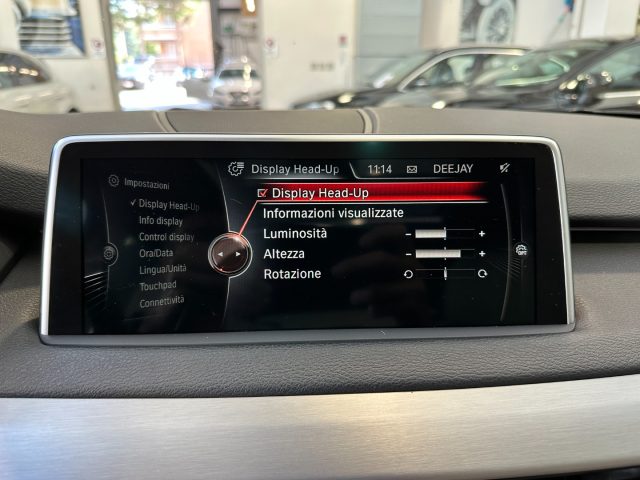 Display Head-Up 11:14 DEEJAY
Impostazioni
Display Head-Up
Info display
Control display
Ora/Data
Lingua/Unità
Touchpad
Connettività
Display Head-Up
Informazioni visualizzate
Luminosità - +
Altezza - +
Rotazione
OFF